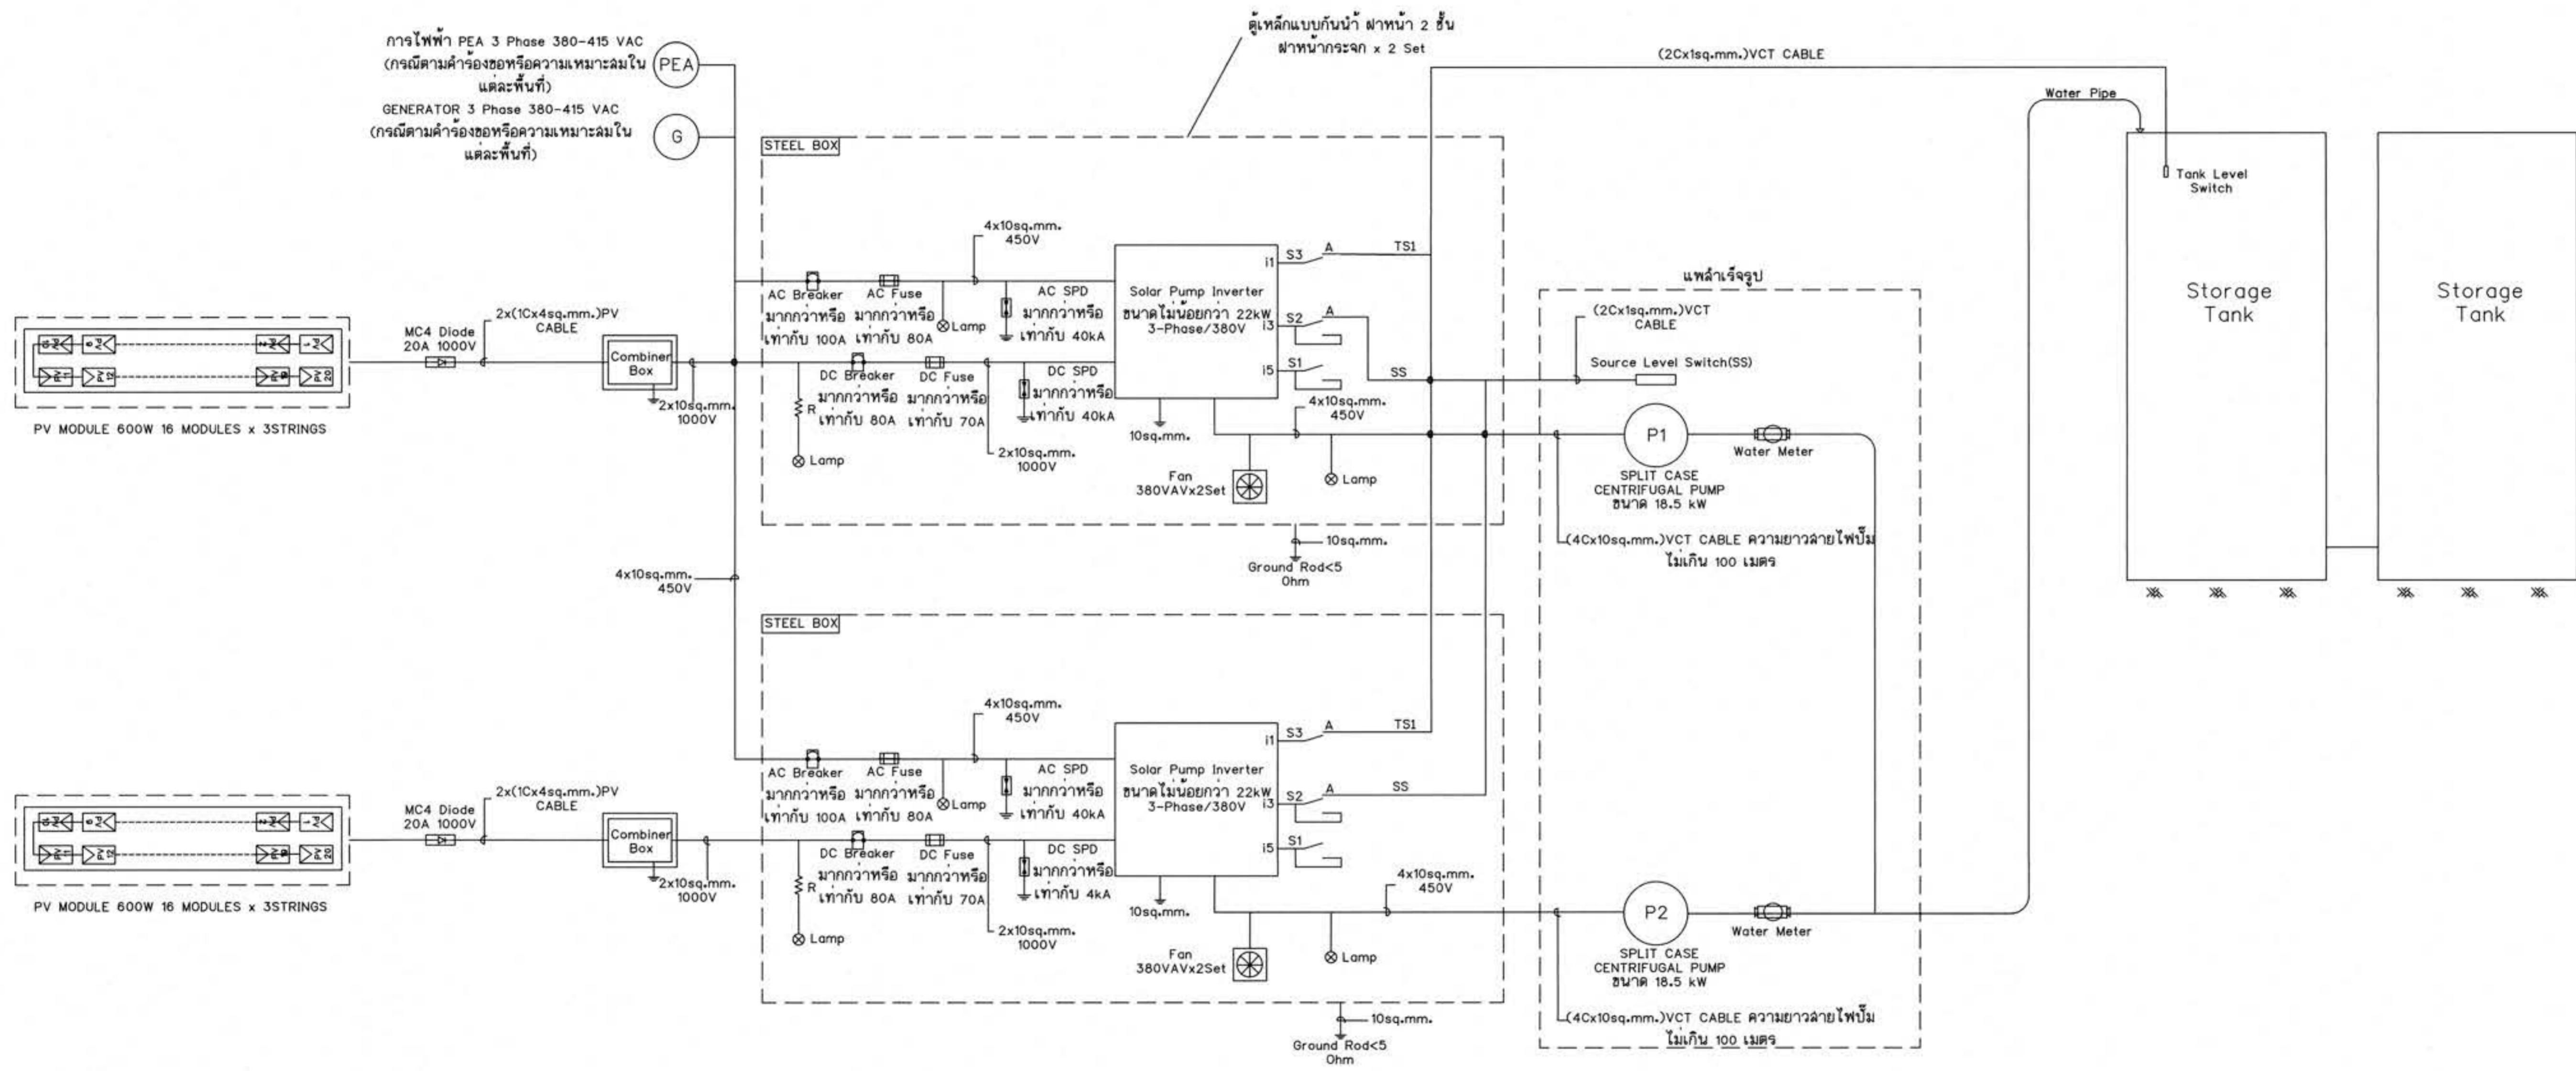 การไฟฟ้า PEA 3 Phase 380-415 VAC
(กรณีตามคำร้องขอหรือความเหมาะสมใน
แต่ละพื้นที่)
PEA
GENERATOR 3 Phase 380-415 VAC
(กรณีตามคำร้องขอหรือความเหมาะสมใน
แต่ละพื้นที่)
G
ตู้เหล็กแบบกันน้ำ ฝาหน้า 2 ชั้น
ฝาหน้ากระจก x 2 Set
(2Cx1sq.mm.)VCT CABLE
Water Pipe
Tank Level
Switch
Storage
Tank
Storage
Tank
STEEL BOX
4x10sq.mm.
450V
AC Breaker
มากกว่าหรือ
เท่ากับ 100A
AC Fuse
มากกว่าหรือ
เท่ากับ 80A
Lamp
AC SPD
มากกว่าหรือ
เท่ากับ 40kA
Solar Pump Inverter
ขนาดไม่น้อยกว่า 22kW
3-Phase/380V
i1
S3
A
TS1
i3
S2
A
SS
i5
S1
MC4 Diode
20A 1000V
2x(1Cx4sq.mm.)PV
CABLE
Combiner
Box
2x10sq.mm.
1000V
PV 12
PV 20
PV MODULE 600W 16 MODULES x 3STRINGS
R
Lamp
DC Breaker
มากกว่าหรือ
เท่ากับ 80A
DC Fuse
มากกว่าหรือ
เท่ากับ 70A
DC SPD
มากกว่าหรือ
เท่ากับ 40kA
2x10sq.mm.
1000V
10sq.mm.
4x10sq.mm.
450V
Fan
380VAVx2Set
Lamp
10sq.mm.
Ground Rod<5
Ohm
แพสำเร็จรูป
(2Cx1sq.mm.)VCT
CABLE
Source Level Switch(SS)
P1
Water Meter
SPLIT CASE
CENTRIFUGAL PUMP
ขนาด 18.5 kW
(4Cx10sq.mm.)VCT CABLE ความยาวสายไฟปั๊ม
ไม่เกิน 100 เมตร
4x10sq.mm.
450V
STEEL BOX
4x10sq.mm.
450V
AC Breaker
มากกว่าหรือ
เท่ากับ 100A
AC Fuse
มากกว่าหรือ
เท่ากับ 80A
Lamp
AC SPD
มากกว่าหรือ
เท่ากับ 40kA
Solar Pump Inverter
ขนาดไม่น้อยกว่า 22kW
3-Phase/380V
i1
S3
A
TS1
i3
S2
A
SS
i5
S1
MC4 Diode
20A 1000V
2x(1Cx4sq.mm.)PV
CABLE
Combiner
Box
2x10sq.mm.
1000V
PV 12
PV 20
PV MODULE 600W 16 MODULES x 3STRINGS
R
Lamp
DC Breaker
มากกว่าหรือ
เท่ากับ 80A
DC Fuse
มากกว่าหรือ
เท่ากับ 70A
DC SPD
มากกว่าหรือ
เท่ากับ 4kA
2x10sq.mm.
1000V
10sq.mm.
4x10sq.mm.
450V
Fan
380VAVx2Set
Lamp
10sq.mm.
Ground Rod<5
Ohm
P2
Water Meter
SPLIT CASE
CENTRIFUGAL PUMP
ขนาด 18.5 kW
(4Cx10sq.mm.)VCT CABLE ความยาวสายไฟปั๊ม
ไม่เกิน 100 เมตร